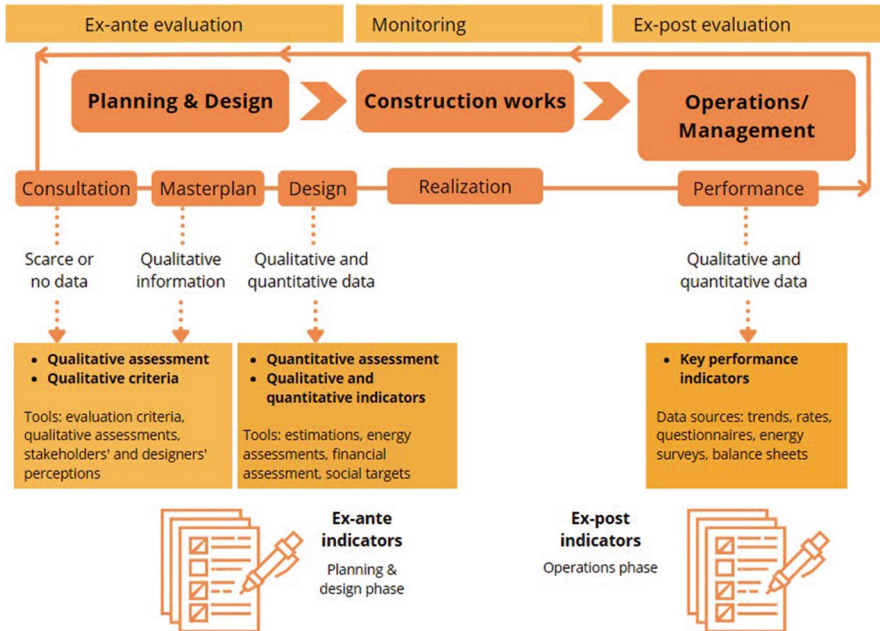 Ex-ante evaluation
Monitoring
Ex-post evaluation
Planning & Design
Construction works
Operations/
Management
Consultation
Masterplan
Design
Realization
Performance
Scarce or
no data
Qualitative
information
Qualitative and
quantitative data
Qualitative and
quantitative data
• Qualitative assessment
• Qualitative criteria
Tools: evaluation criteria,
qualitative assessments,
stakeholders' and designers'
perceptions
• Quantitative assessment
• Qualitative and
quantitative indicators
Tools: estimations, energy
assessments, financial
assessment, social targets
• Key performance
indicators
Data sources: trends, rates,
questionnaires, energy
surveys, balance sheets
Ex-ante
indicators
Planning &
design phase
Ex-post
indicators
Operations phase